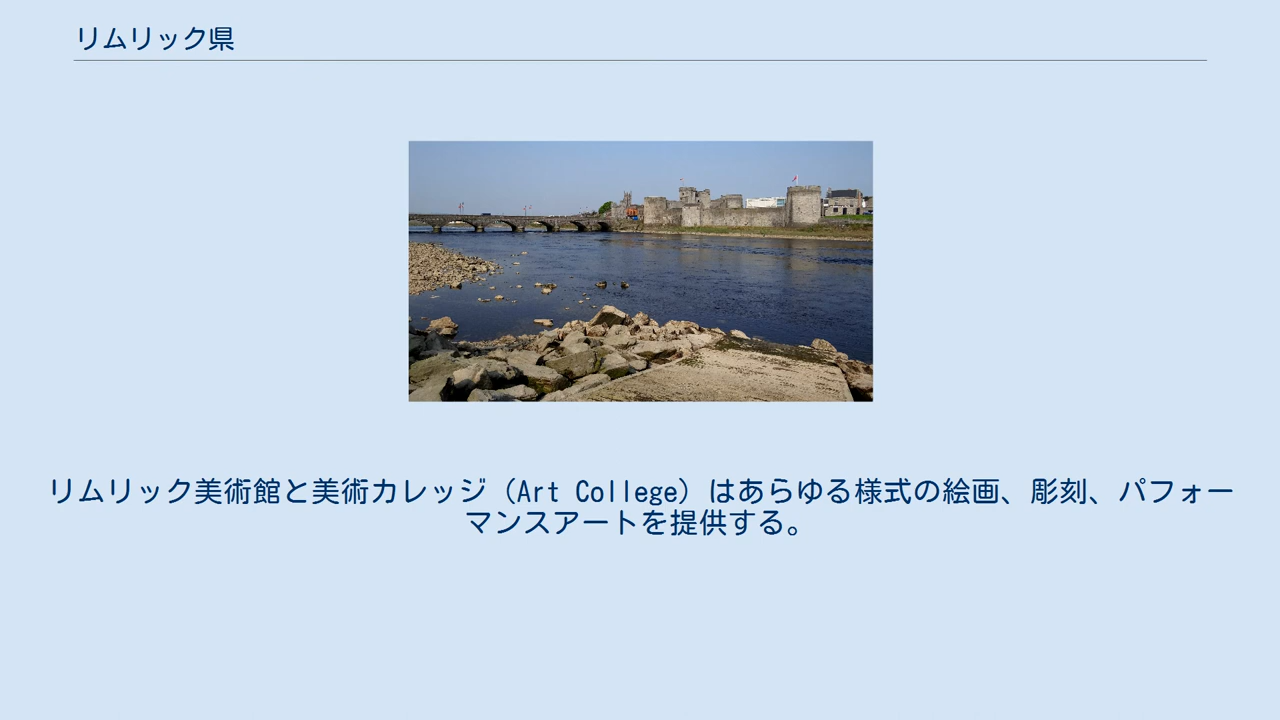 リムリック県
リムリック美術館と美術カレッジ（Art College）はあらゆる様式の絵画、彫刻、パフォー
マンスアートを提供する。